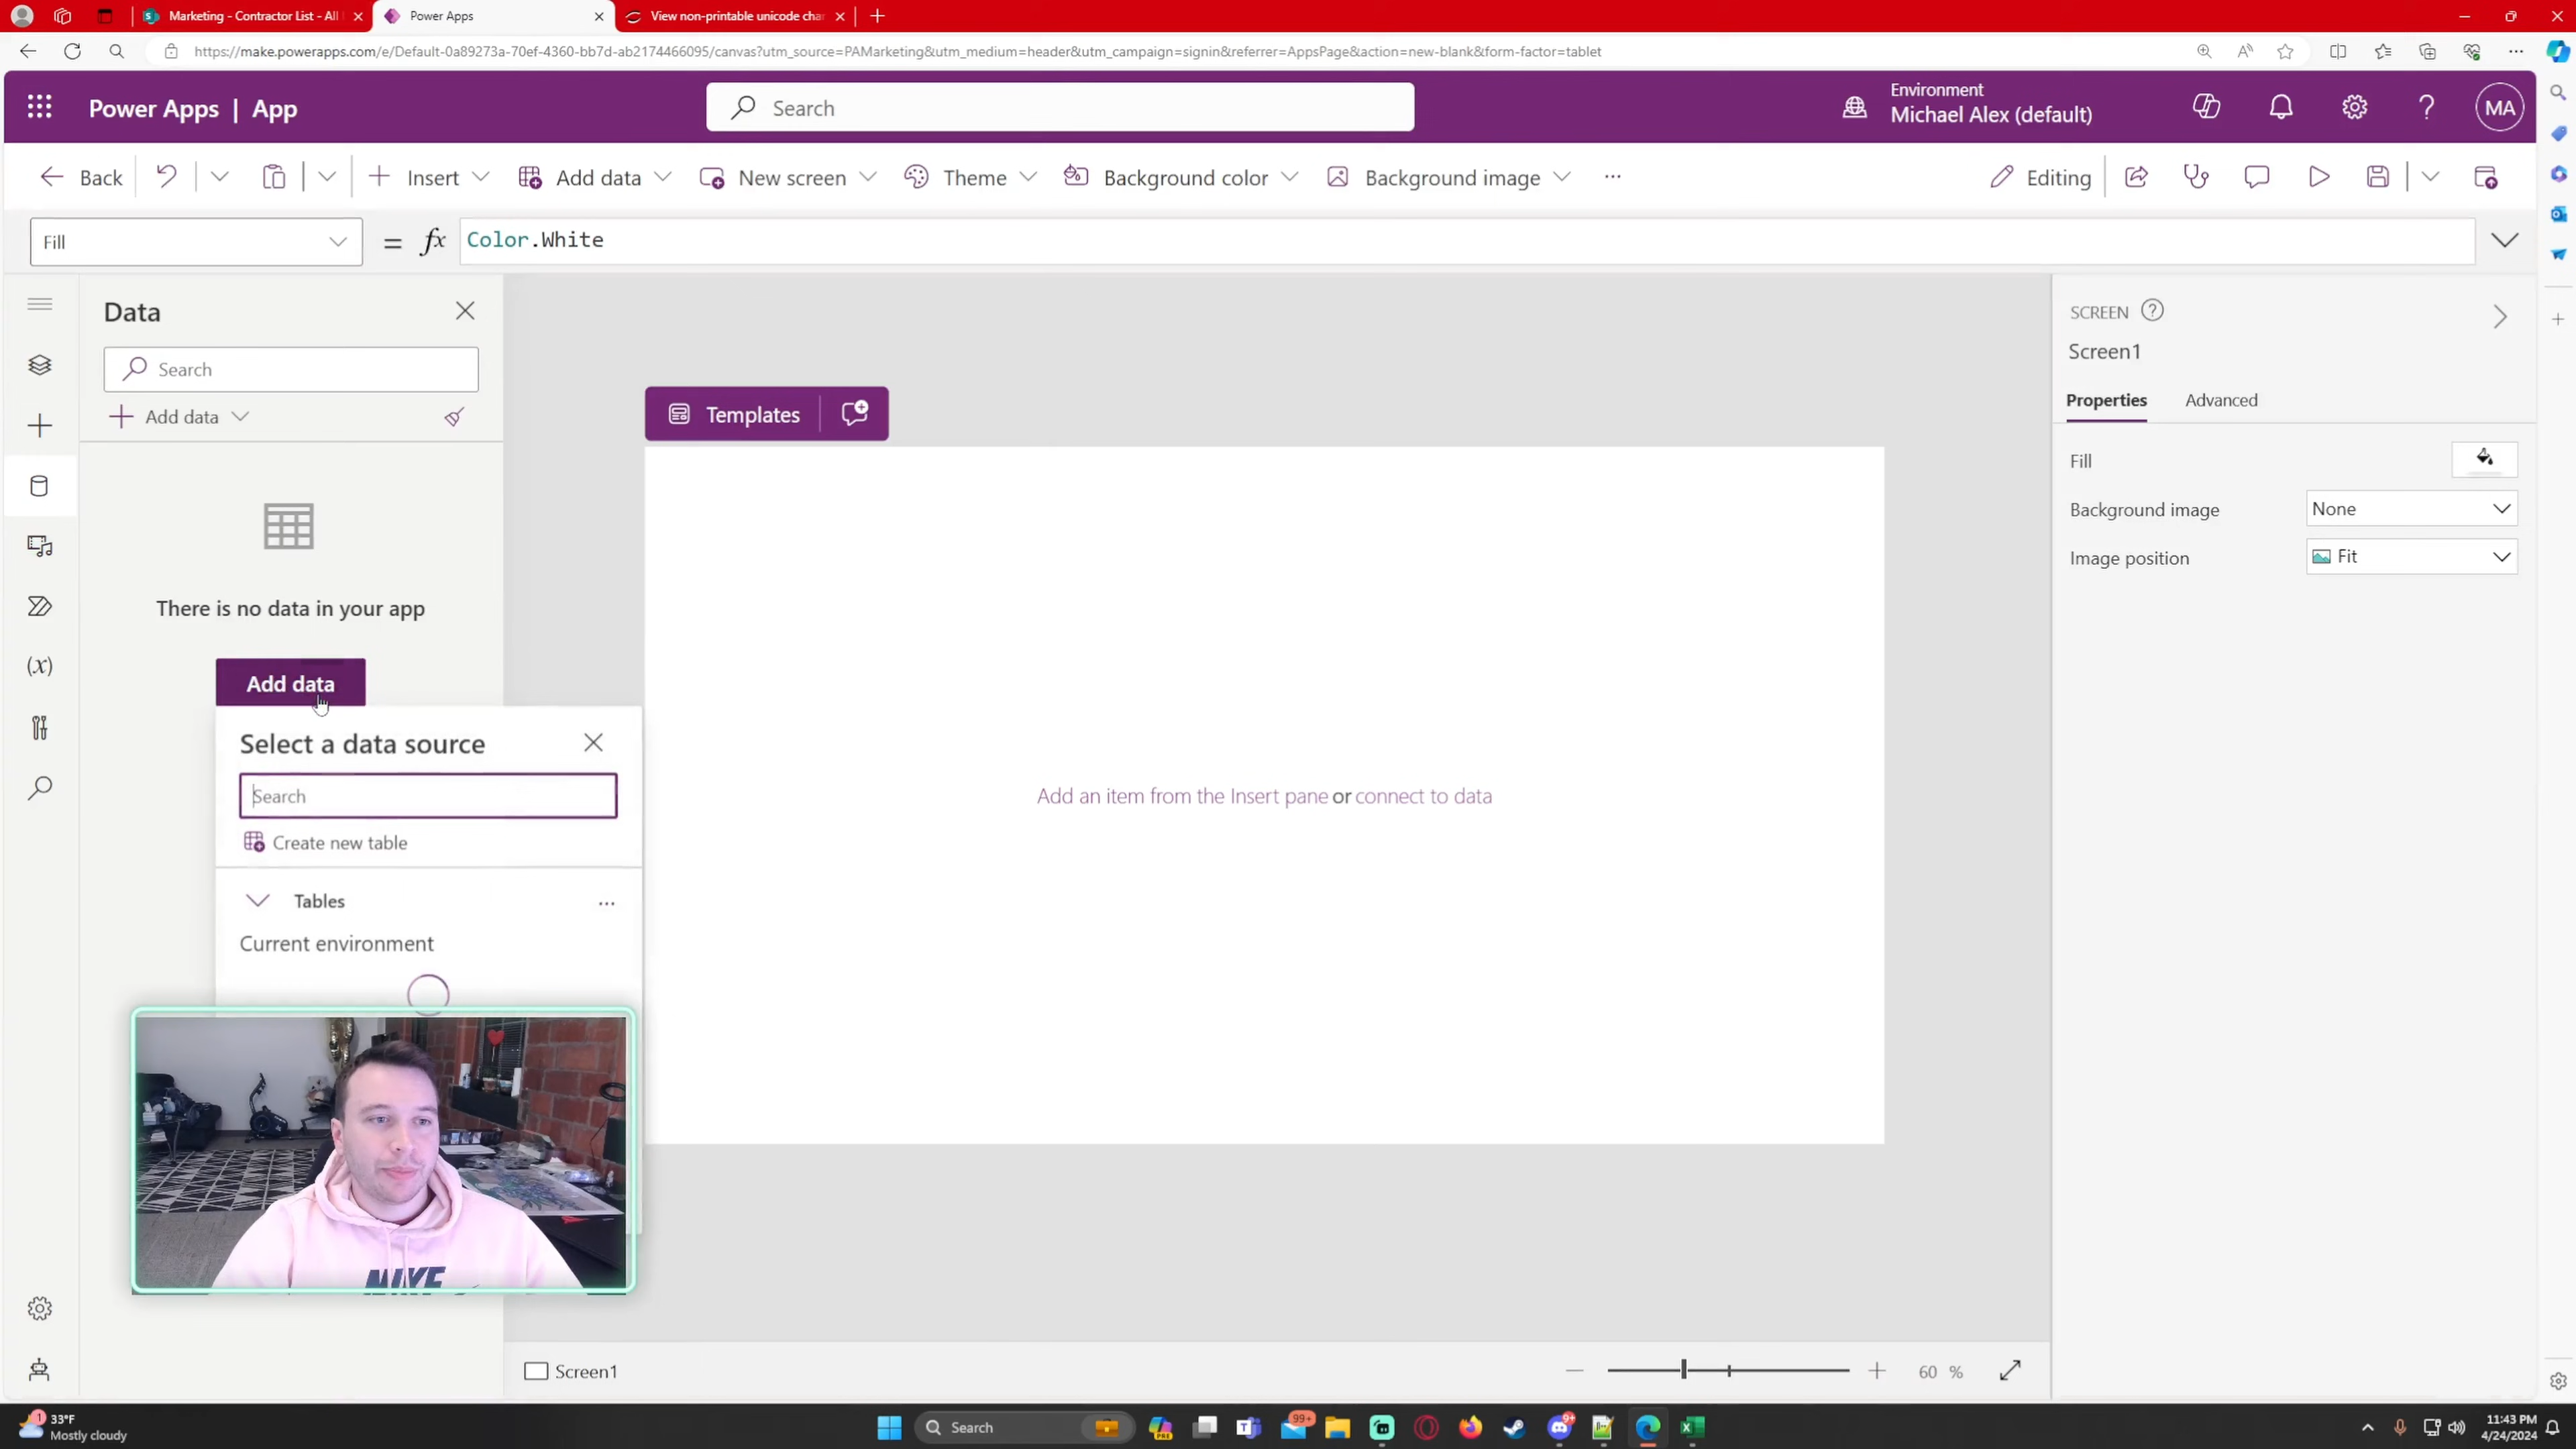 Marketing - Contractor List - All
Power Apps
View non-printable unicode cha
https://make.powerapps.com/e/Default-0a89273a-70ef-4360-bb7d-ab2174466095/canvas?utm_source=PAMarketing&utm_medium=header&utm_campaign=signin&referrer=AppsPage&action=new-blank&form-factor=tablet
Power Apps | App
Search
Environment
Michael Alex (default)
MA
Back
Insert
Add data
New screen
Theme
Background color
Background image
Editing
Fill
= fx Color.White
Data
Search
Add data
There is no data in your app
Add data
Select a data source
Search
Create new table
Tables
Current environment
Templates
Add an item from the Insert pane or connect to data
SCREEN
Screen1
Properties
Advanced
Fill
Background image
None
Image position
Fit
(x)
NIKE
Screen1
60 %
33°F
Mostly cloudy
Search
99+
11:43 PM
4/24/2024